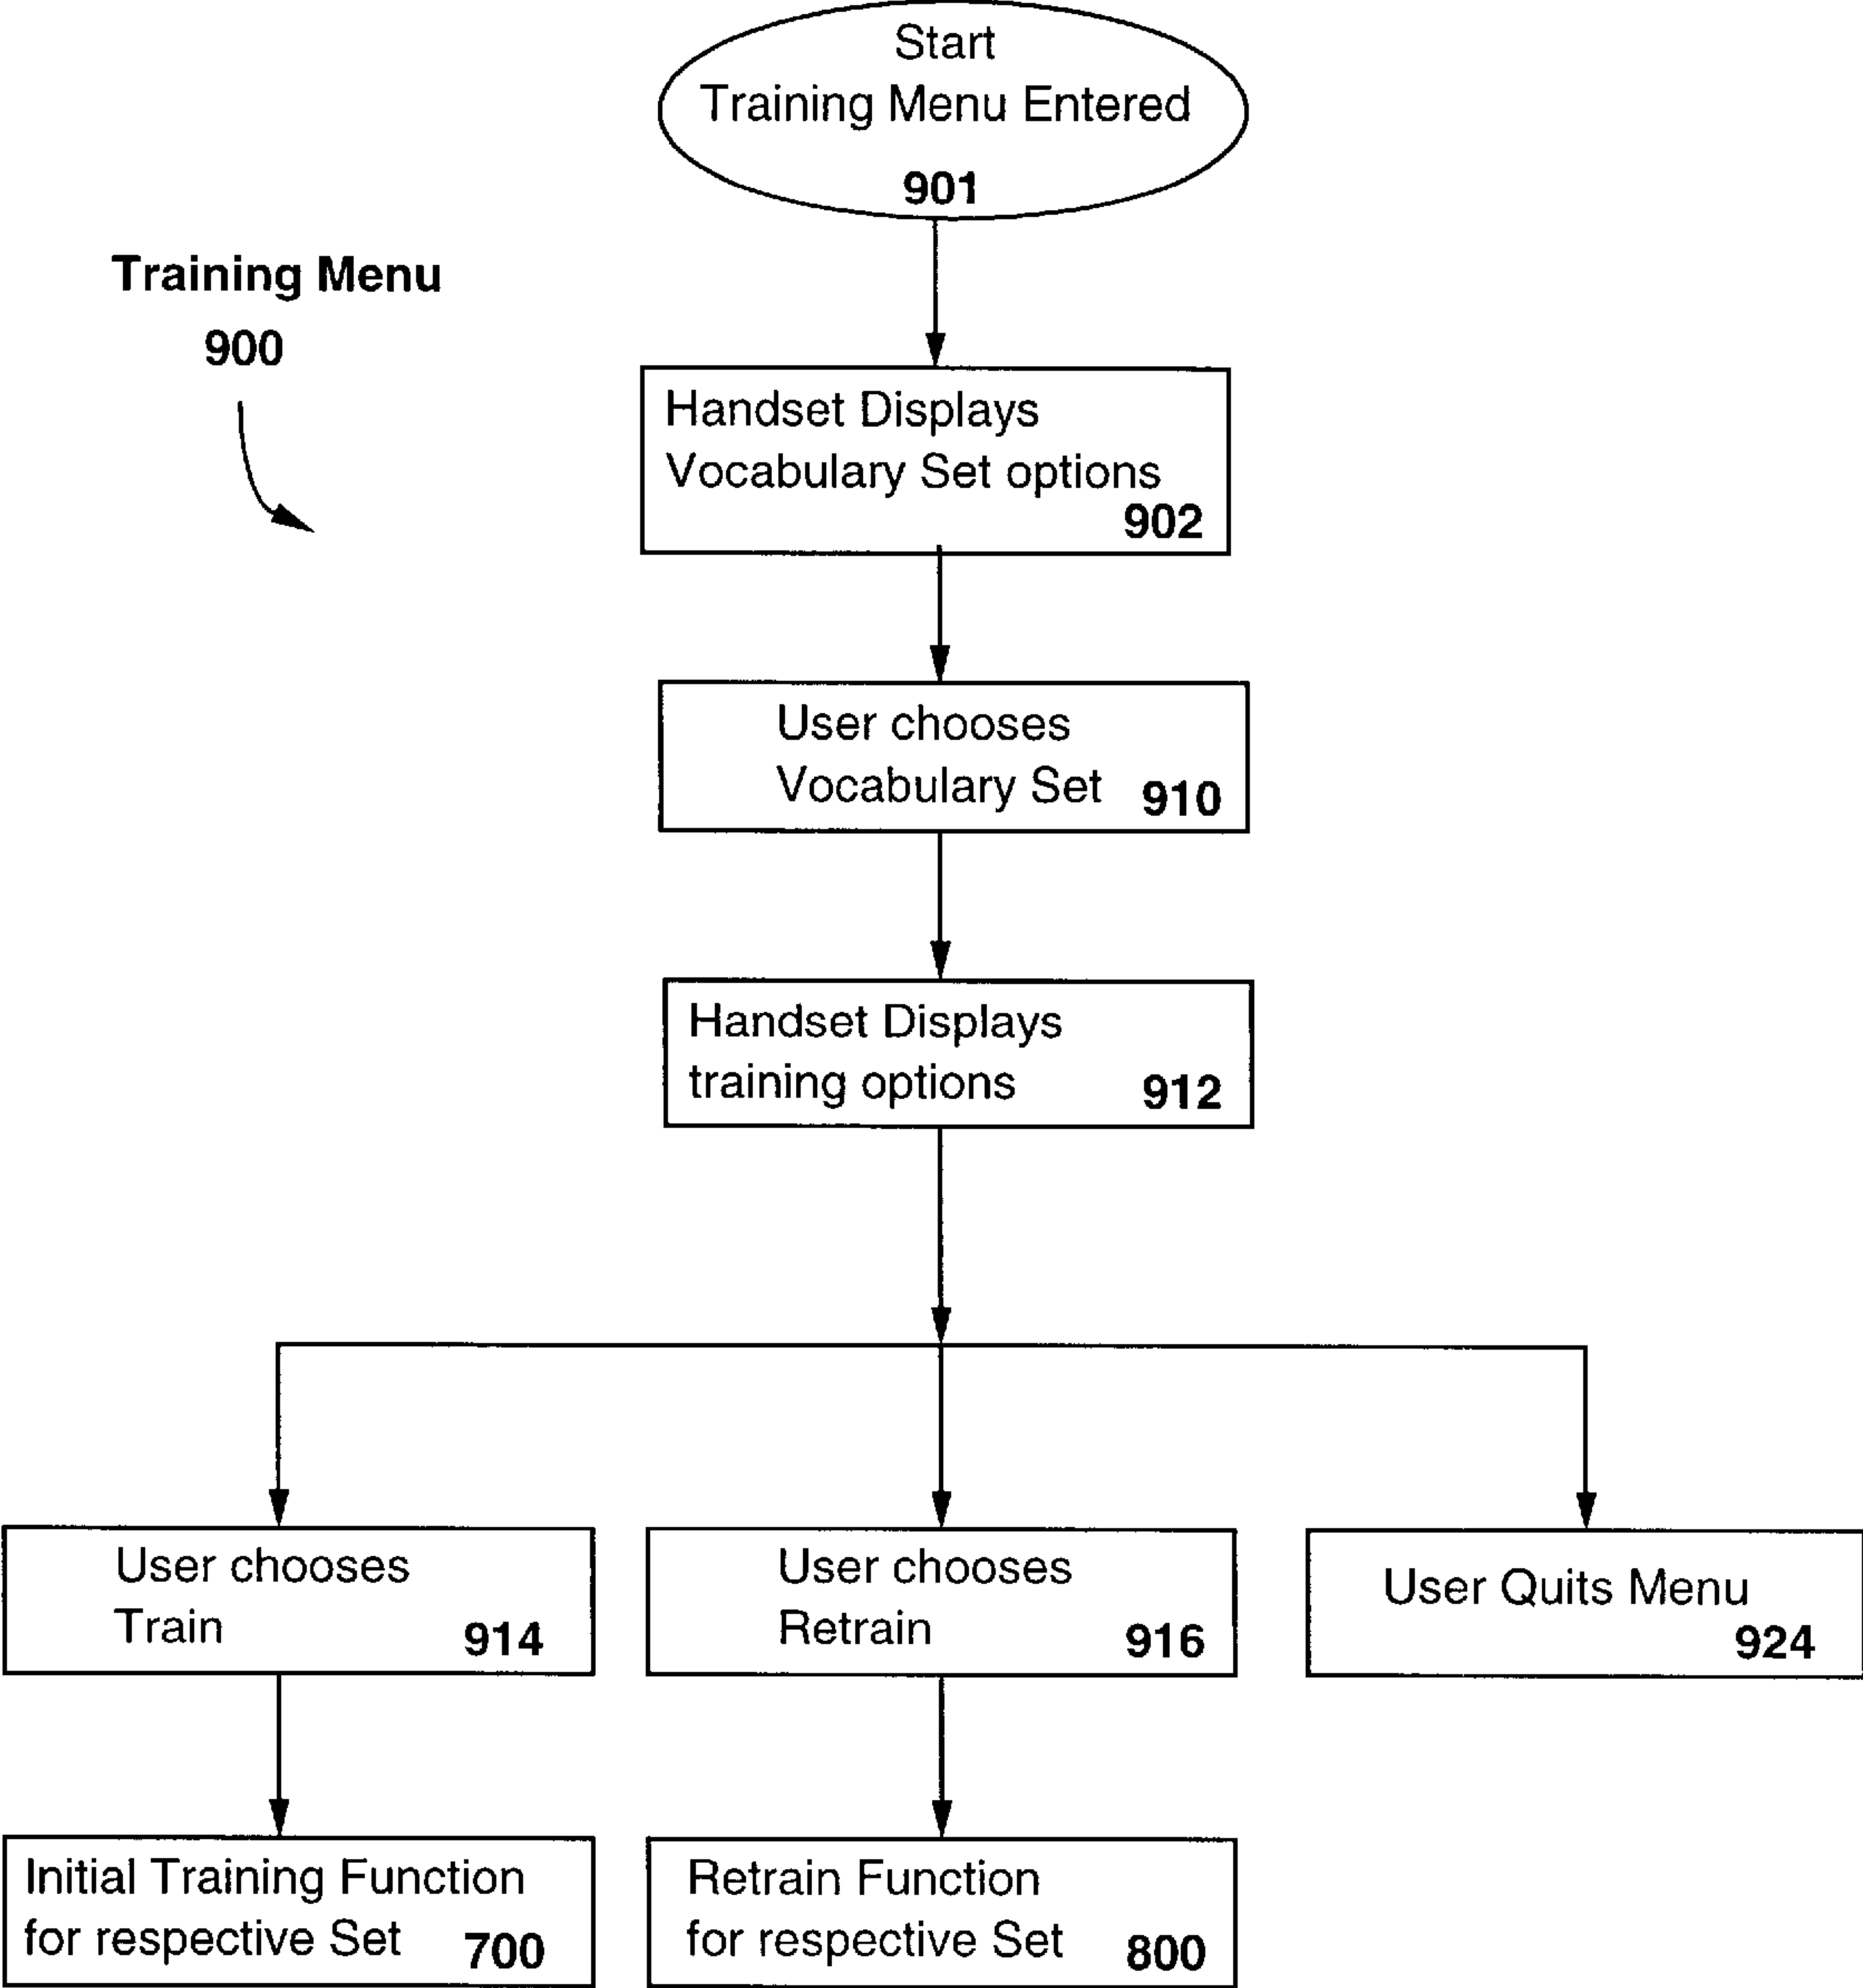 Start
Training Menu Entered
901
Training Menu
900
Handset Displays
Vocabulary Set options
902
User chooses
Vocabulary Set 910
Handset Displays
training options 912
User chooses
Train 914
User chooses
Retrain 916
User Quits Menu
924
Initial Training Function
for respective Set 700
Retrain Function
for respective Set 800